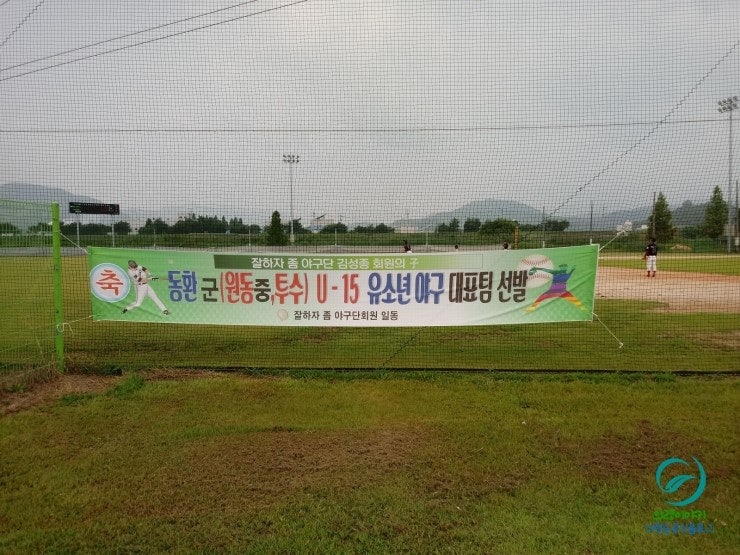 잘하자 좀 야구단 김성종 회원의 子
축 동환 군(원동중,투수) U-15 유소년 야구 대표팀 선발
잘하자 좀 야구단회원 일동